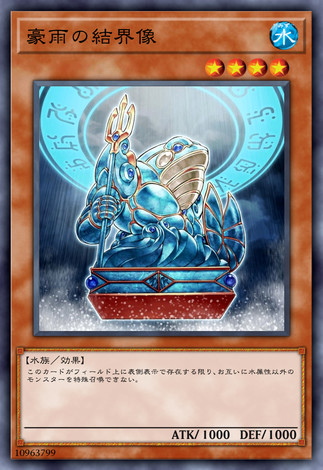 豪雨の結界像
水
【水族／効果】
このカードがフィールド上に表側表示で存在する限り、お互いに水属性以外の
モンスターを特殊召喚できない。
ATK/1000 DEF/1000
10963799